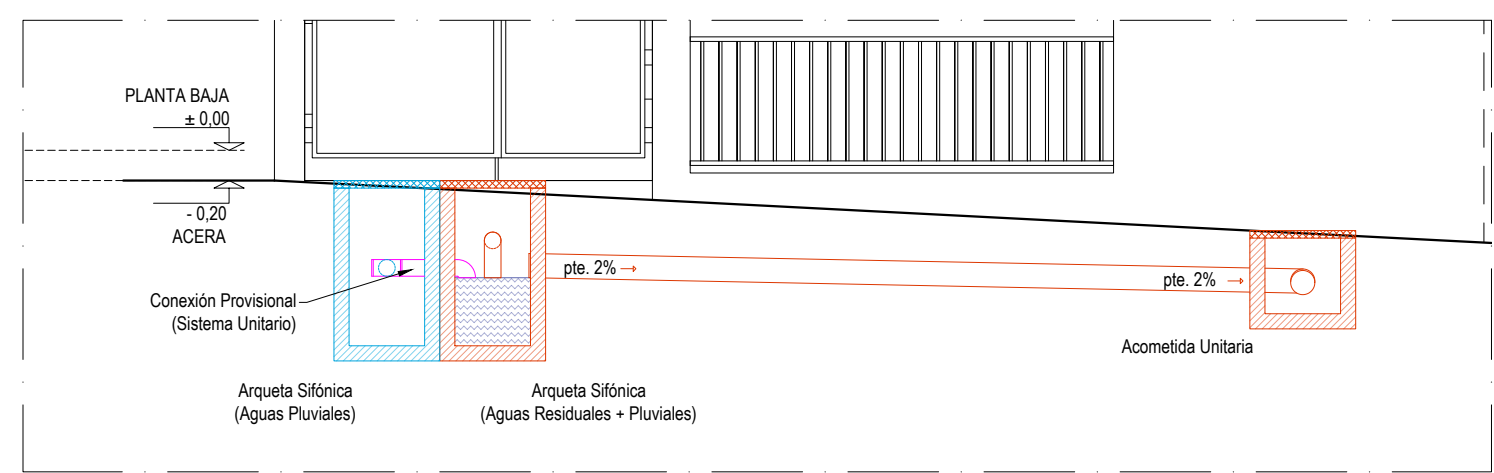 PLANTA BAJA
± 0,00
- 0,20
ACERA
Conexión Provisional
(Sistema Unitario)
pte. 2%
pte. 2%
Acometida Unitaria
Arqueta Sifónica
(Aguas Pluviales)
Arqueta Sifónica
(Aguas Residuales + Pluviales)